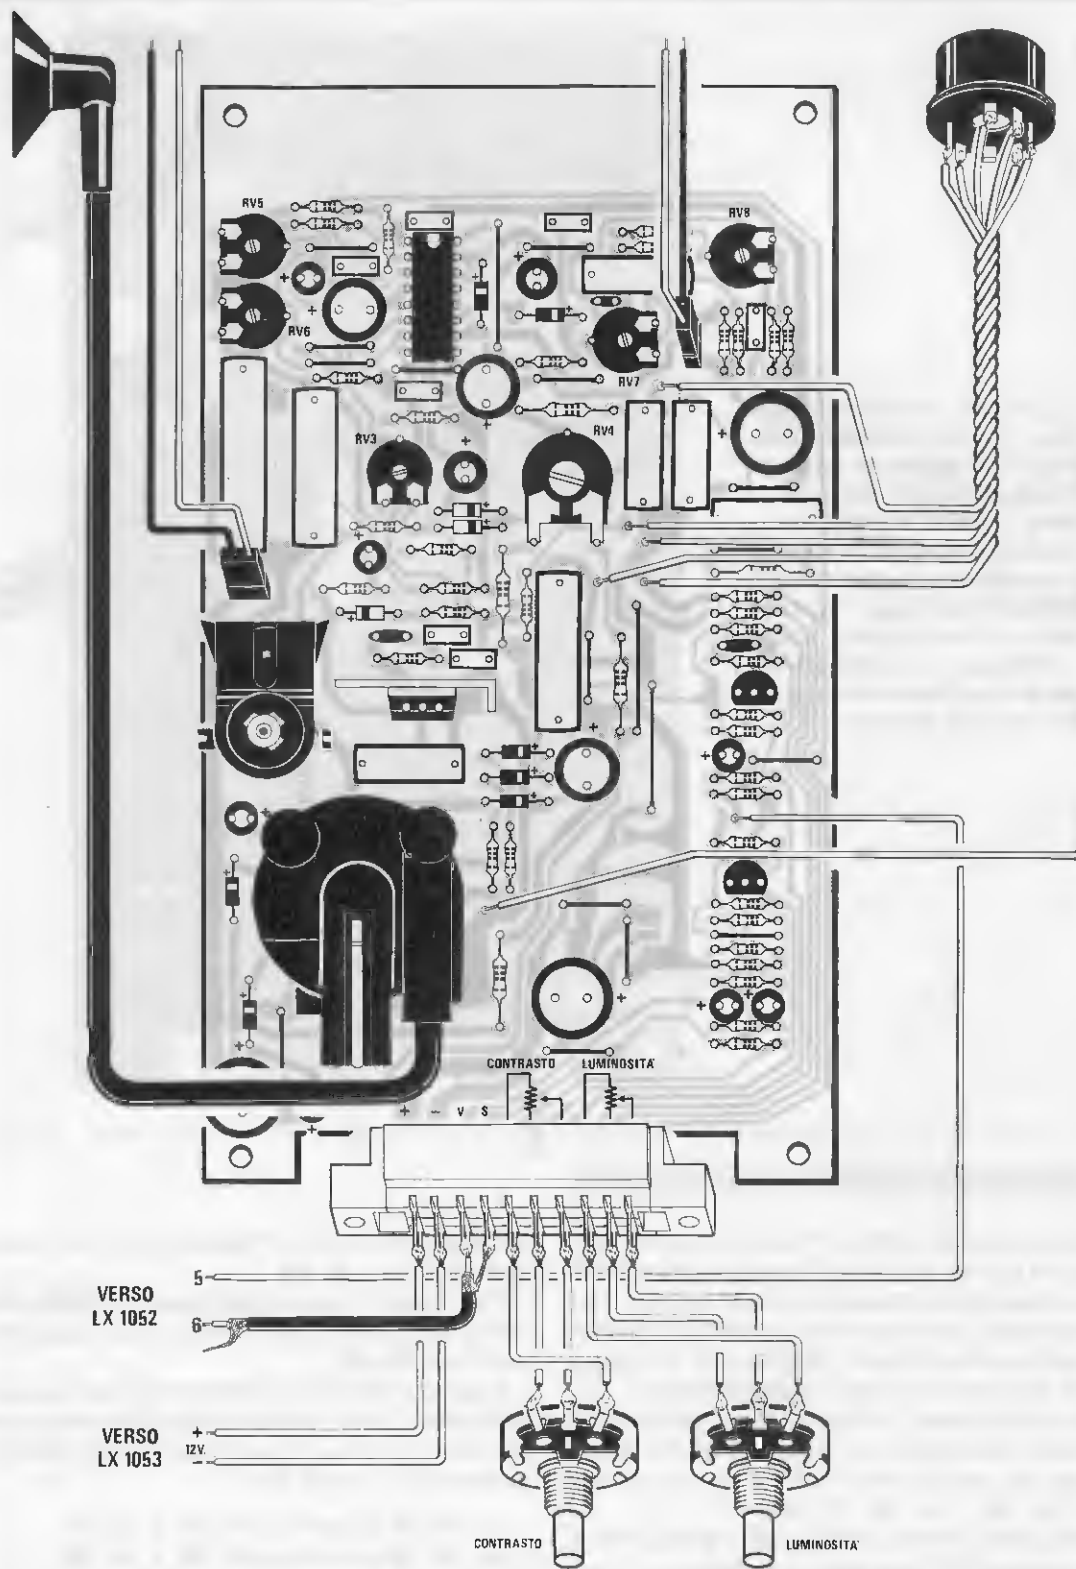 RV5
RV8
RV6
RV7
RV3
RV4
CONTRASTO
LUMINOSITA'
+
−
V
S
5
VERSO
LX 1052
6
VERSO
LX 1053
+
12V.
−
CONTRASTO
LUMINOSITA'